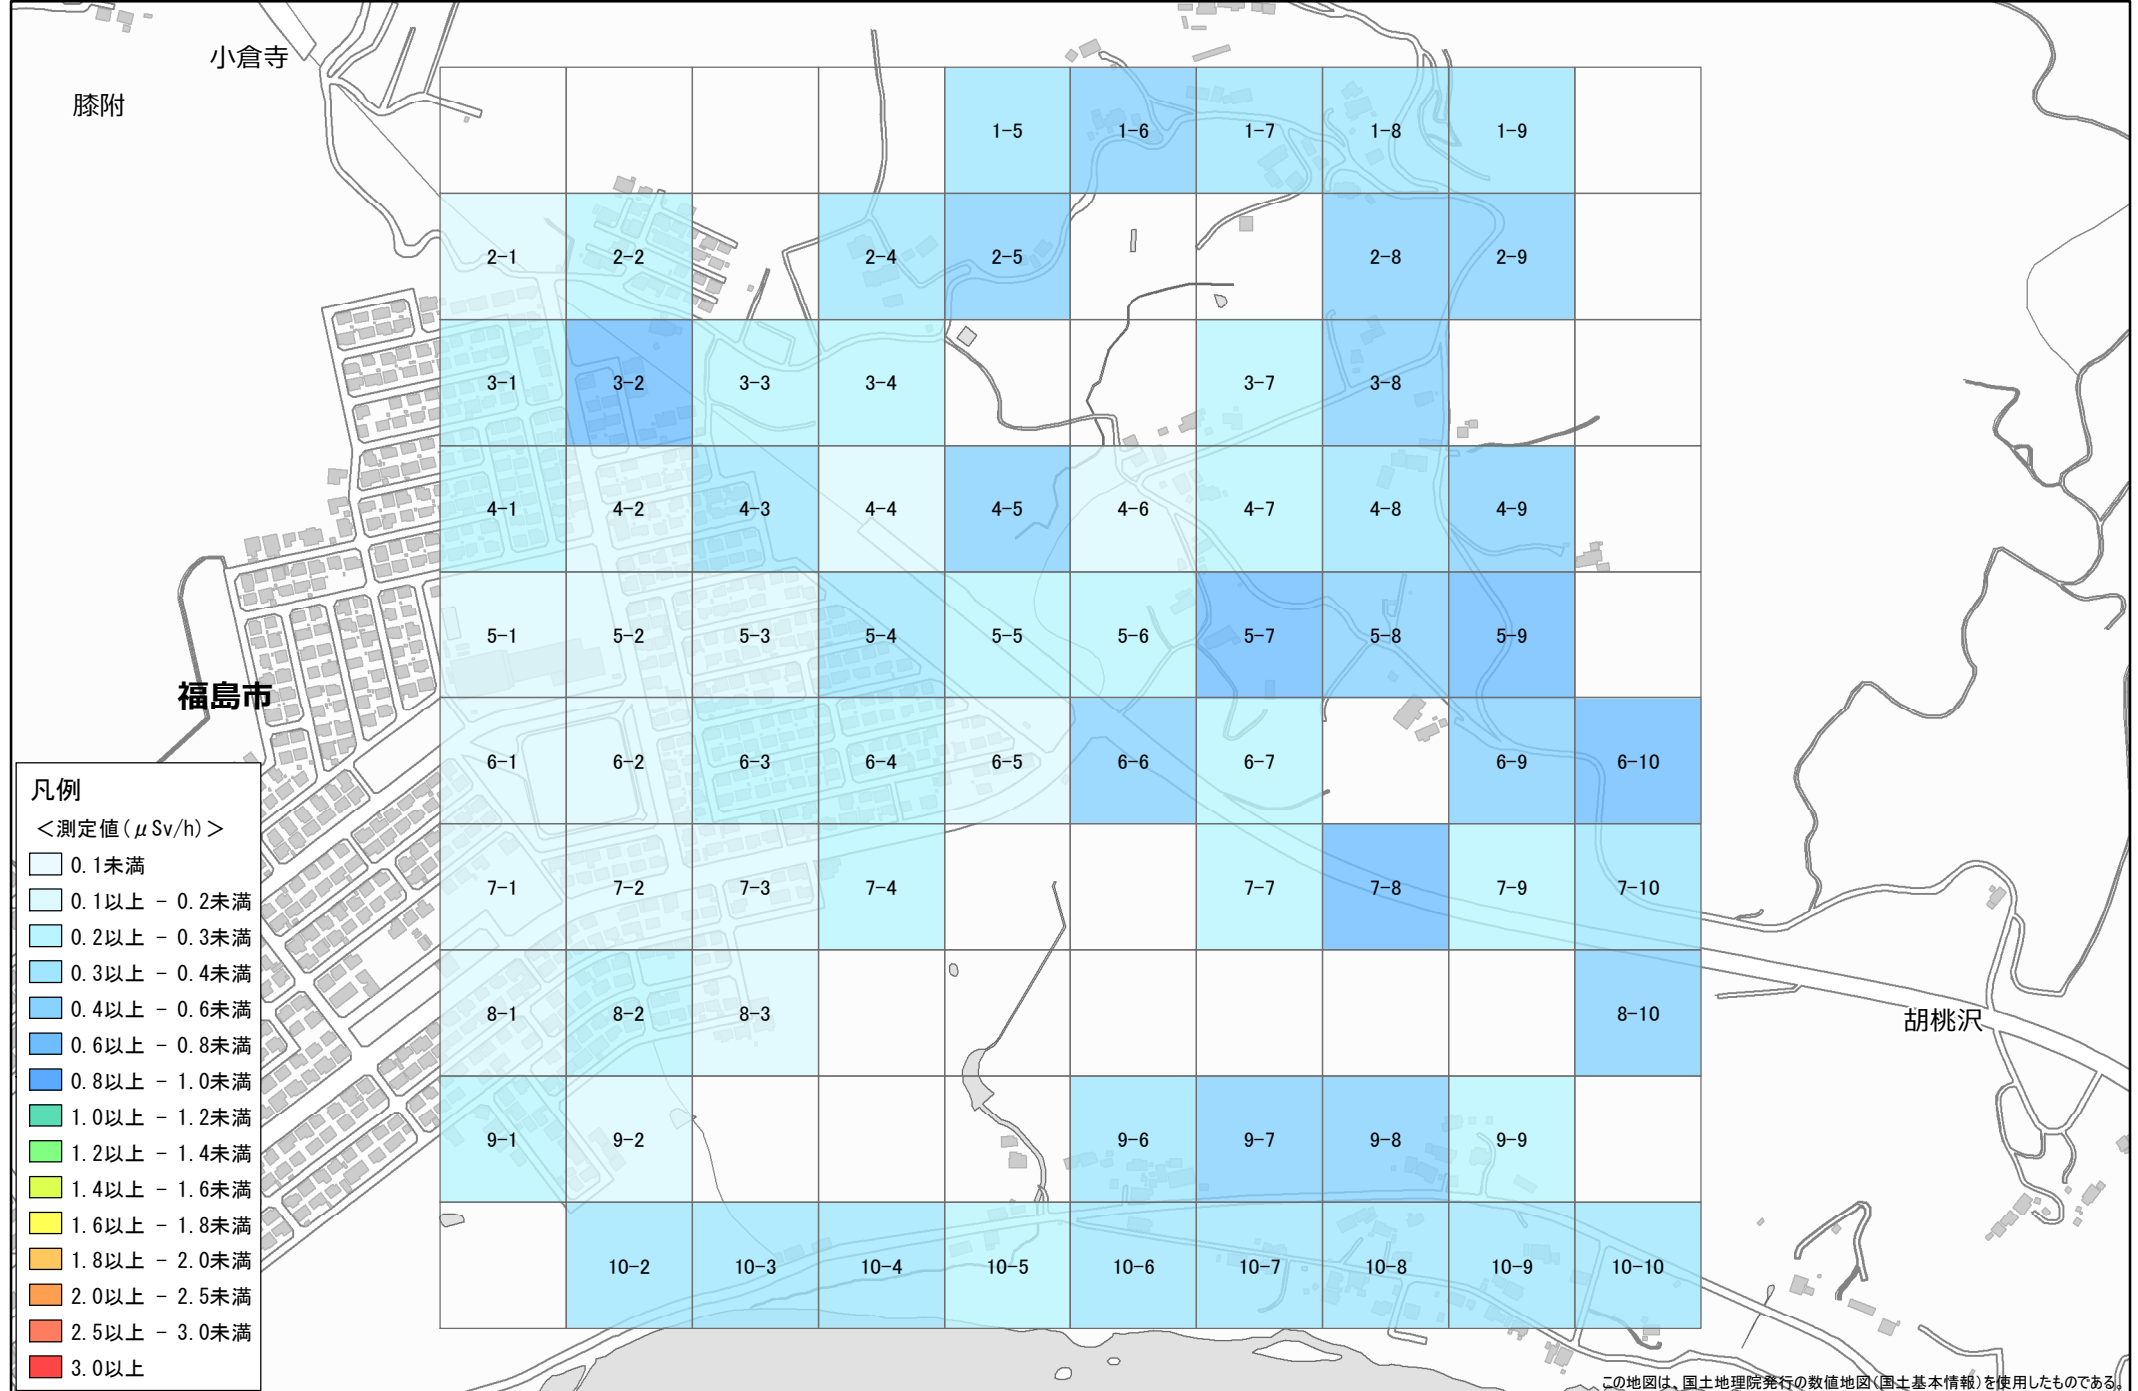 小倉寺
膝附
1-5 1-6 1-7 1-8 1-9
2-1 2-2 2-4 2-5 2-8 2-9
3-1 3-2 3-3 3-4 3-7 3-8
4-1 4-2 4-3 4-4 4-5 4-6 4-7 4-8 4-9
5-1 5-2 5-3 5-4 5-5 5-6 5-7 5-8 5-9
福島市
6-1 6-2 6-3 6-4 6-5 6-6 6-7 6-9 6-10
7-1 7-2 7-3 7-4 7-7 7-8 7-9 7-10
8-1 8-2 8-3 8-10
胡桃沢
9-1 9-2 9-6 9-7 9-8 9-9
10-2 10-3 10-4 10-5 10-6 10-7 10-8 10-9 10-10
凡例
<測定値(μSv/h)>
0.1未満
0.1以上 - 0.2未満
0.2以上 - 0.3未満
0.3以上 - 0.4未満
0.4以上 - 0.6未満
0.6以上 - 0.8未満
0.8以上 - 1.0未満
1.0以上 - 1.2未満
1.2以上 - 1.4未満
1.4以上 - 1.6未満
1.6以上 - 1.8未満
1.8以上 - 2.0未満
2.0以上 - 2.5未満
2.5以上 - 3.0未満
3.0以上
この地図は、国土地理院発行の数値地図(国土基本情報)を使用したものである。